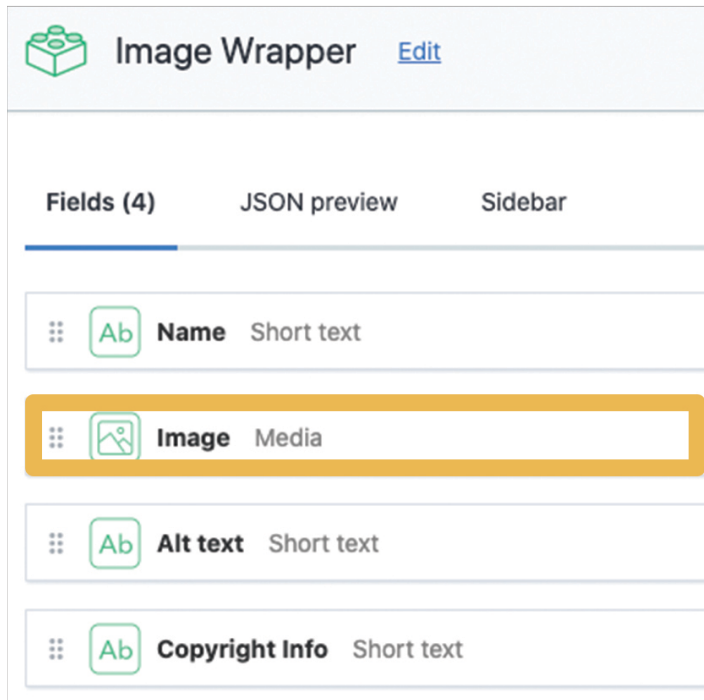 Image Wrapper Edit
Fields (4) JSON preview Sidebar
Ab Name Short text
Image Media
Ab Alt text Short text
Ab Copyright Info Short text